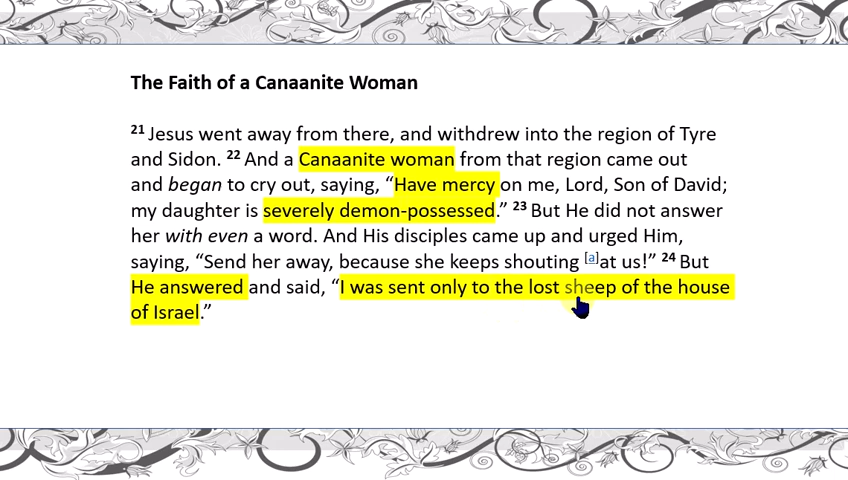 The Faith of a Canaanite Woman
21 Jesus went away from there, and withdrew into the region of Tyre
and Sidon. 22 And a Canaanite woman from that region came out
and began to cry out, saying, “Have mercy on me, Lord, Son of David;
my daughter is severely demon-possessed.” 23 But He did not answer
her with even a word. And His disciples came up and urged Him,
saying, “Send her away, because she keeps shouting [a]at us!” 24 But
He answered and said, “I was sent only to the lost sheep of the house
of Israel.”